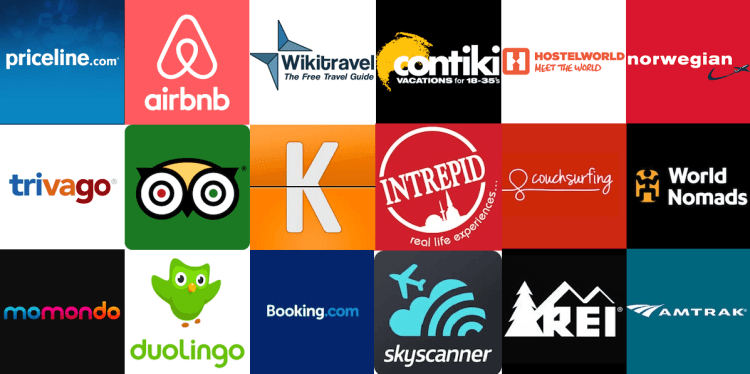 priceline.com®
airbnb
Wikitravel
The Free Travel Guide
contiki
VACATIONS for 18-35's
HOSTELWORLD
MEET THE WORLD
norwegian
trivago®
K
INTREPID
real life experiences...
couchsurfing
World
Nomads
momondo
duolingo
Booking.com
skyscanner
REI®
AMTRAK®